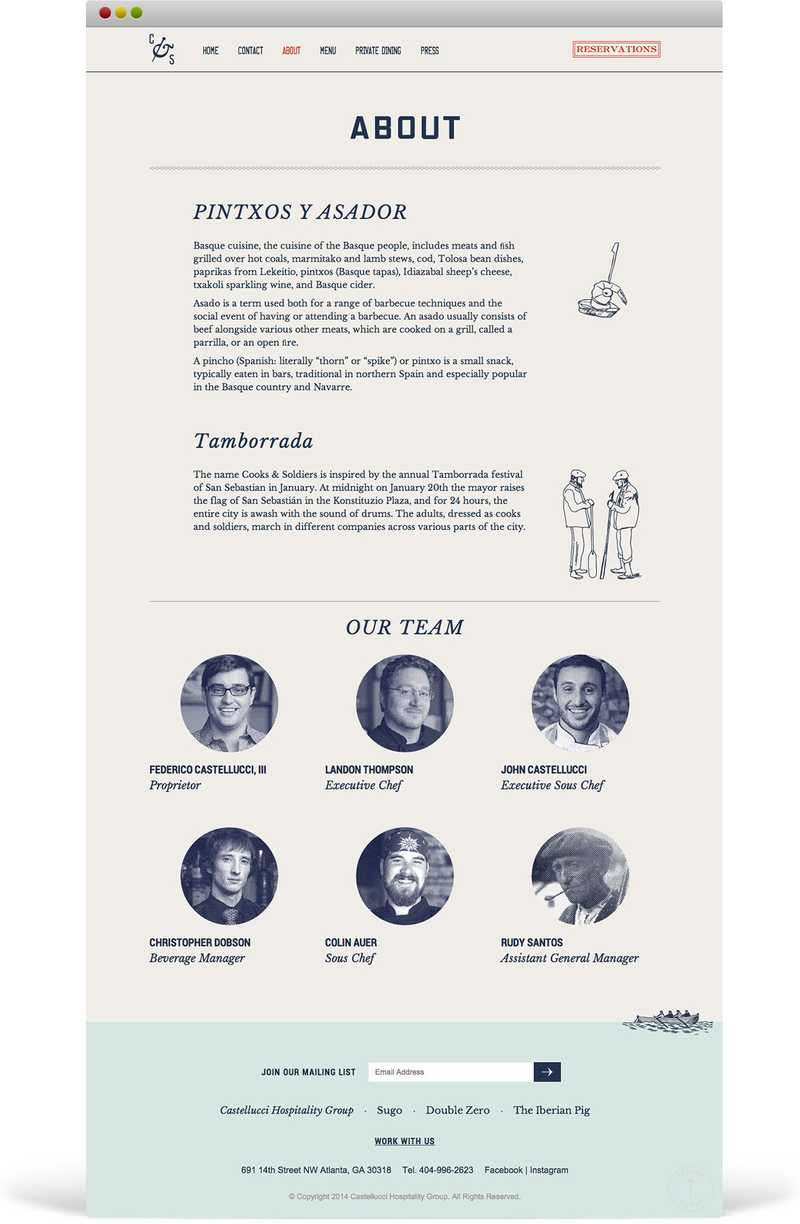 C & S
HOME CONTACT ABOUT MENU PRIVATE DINING PRESS
RESERVATIONS
ABOUT
PINTXOS Y ASADOR
Basque cuisine, the cuisine of the Basque people, includes meats and fish
grilled over hot coals, marmitako and lamb stews, cod, Tolosa bean dishes,
paprikas from Lekeitio, pintxos (Basque tapas), Idiazabal sheep's cheese,
txakoli sparkling wine, and Basque cider.
Asado is a term used both for a range of barbecue techniques and the
social event of having or attending a barbecue. An asado usually consists of
beef alongside various other meats, which are cooked on a grill, called a
parrilla, or an open fire.
A pincho (Spanish: literally “thorn” or “spike”) or pintxo is a small snack,
typically eaten in bars, traditional in northern Spain and especially popular
in the Basque country and Navarre.
Tamborrada
The name Cooks & Soldiers is inspired by the annual Tamborrada festival
of San Sebastian in January. At midnight on January 20th the mayor raises
the flag of San Sebastián in the Konstituzio Plaza, and for 24 hours, the
entire city is awash with the sound of drums. The adults, dressed as cooks
and soldiers, march in different companies across various parts of the city.
OUR TEAM
FEDERICO CASTELLUCCI, III
Proprietor
LANDON THOMPSON
Executive Chef
JOHN CASTELLUCCI
Executive Sous Chef
CHRISTOPHER DOBSON
Beverage Manager
COLIN AUER
Sous Chef
RUDY SANTOS
Assistant General Manager
JOIN OUR MAILING LIST Email Address
Castellucci Hospitality Group · Sugo · Double Zero · The Iberian Pig
WORK WITH US
691 14th Street NW Atlanta, GA 30318 Tel. 404-996-2623 Facebook | Instagram
© Copyright 2014 Castellucci Hospitality Group. All Rights Reserved.